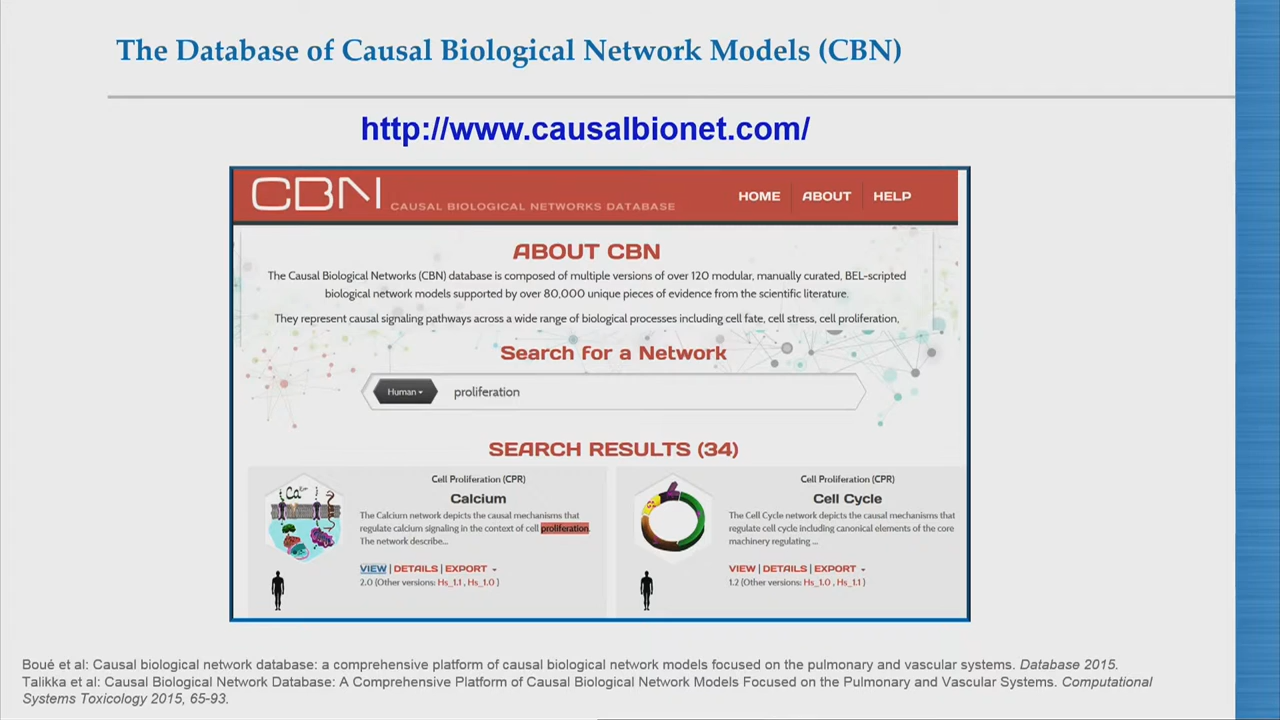 The Database of Causal Biological Network Models (CBN)
http://www.causalbionet.com/
CBN CAUSAL BIOLOGICAL NETWORKS DATABASE
HOME ABOUT HELP
ABOUT CBN
The Causal Biological Networks (CBN) database is composed of multiple versions of over 120 modular, manually curated, BEL-scripted
biological network models supported by over 80,000 unique pieces of evidence from the scientific literature.
They represent causal signaling pathways across a wide range of biological processes including cell fate, cell stress, cell proliferation,
Search for a Network
Human proliferation
SEARCH RESULTS (34)
Cell Proliferation (CPR)
Calcium
The Calcium network depicts the causal mechanisms that
regulate calcium signaling in the context of cell proliferation.
The network describe...
VIEW | DETAILS | EXPORT
2.0 (Other versions: Hs_1.1 , Hs_1.0 )
Cell Proliferation (CPR)
Cell Cycle
The Cell Cycle network depicts the causal mechanisms that
regulate cell cycle including canonical elements of the core
machinery regulating ...
VIEW | DETAILS | EXPORT
1.2 (Other versions: Hs_1.0 , Hs_1.1 )
Boué et al: Causal biological network database: a comprehensive platform of causal biological network models focused on the pulmonary and vascular systems. Database 2015.
Talikka et al: Causal Biological Network Database: A Comprehensive Platform of Causal Biological Network Models Focused on the Pulmonary and Vascular Systems. Computational
Systems Toxicology 2015, 65-93.